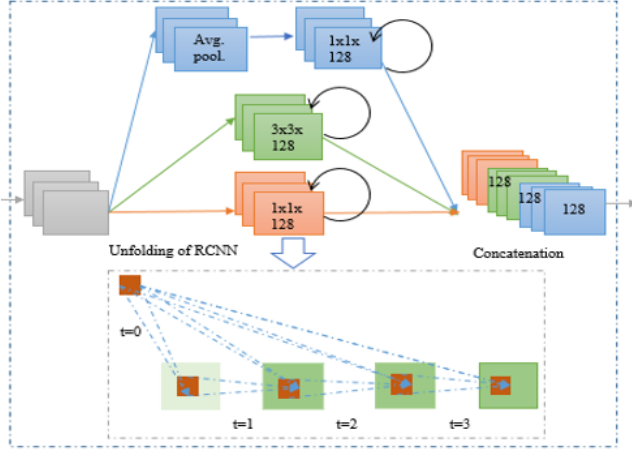 Avg.
pool.
1x1x
128
3x3x
128
1x1x
128
128
128
128
Unfolding of RCNN
Concatenation
t=0
t=1
t=2
t=3